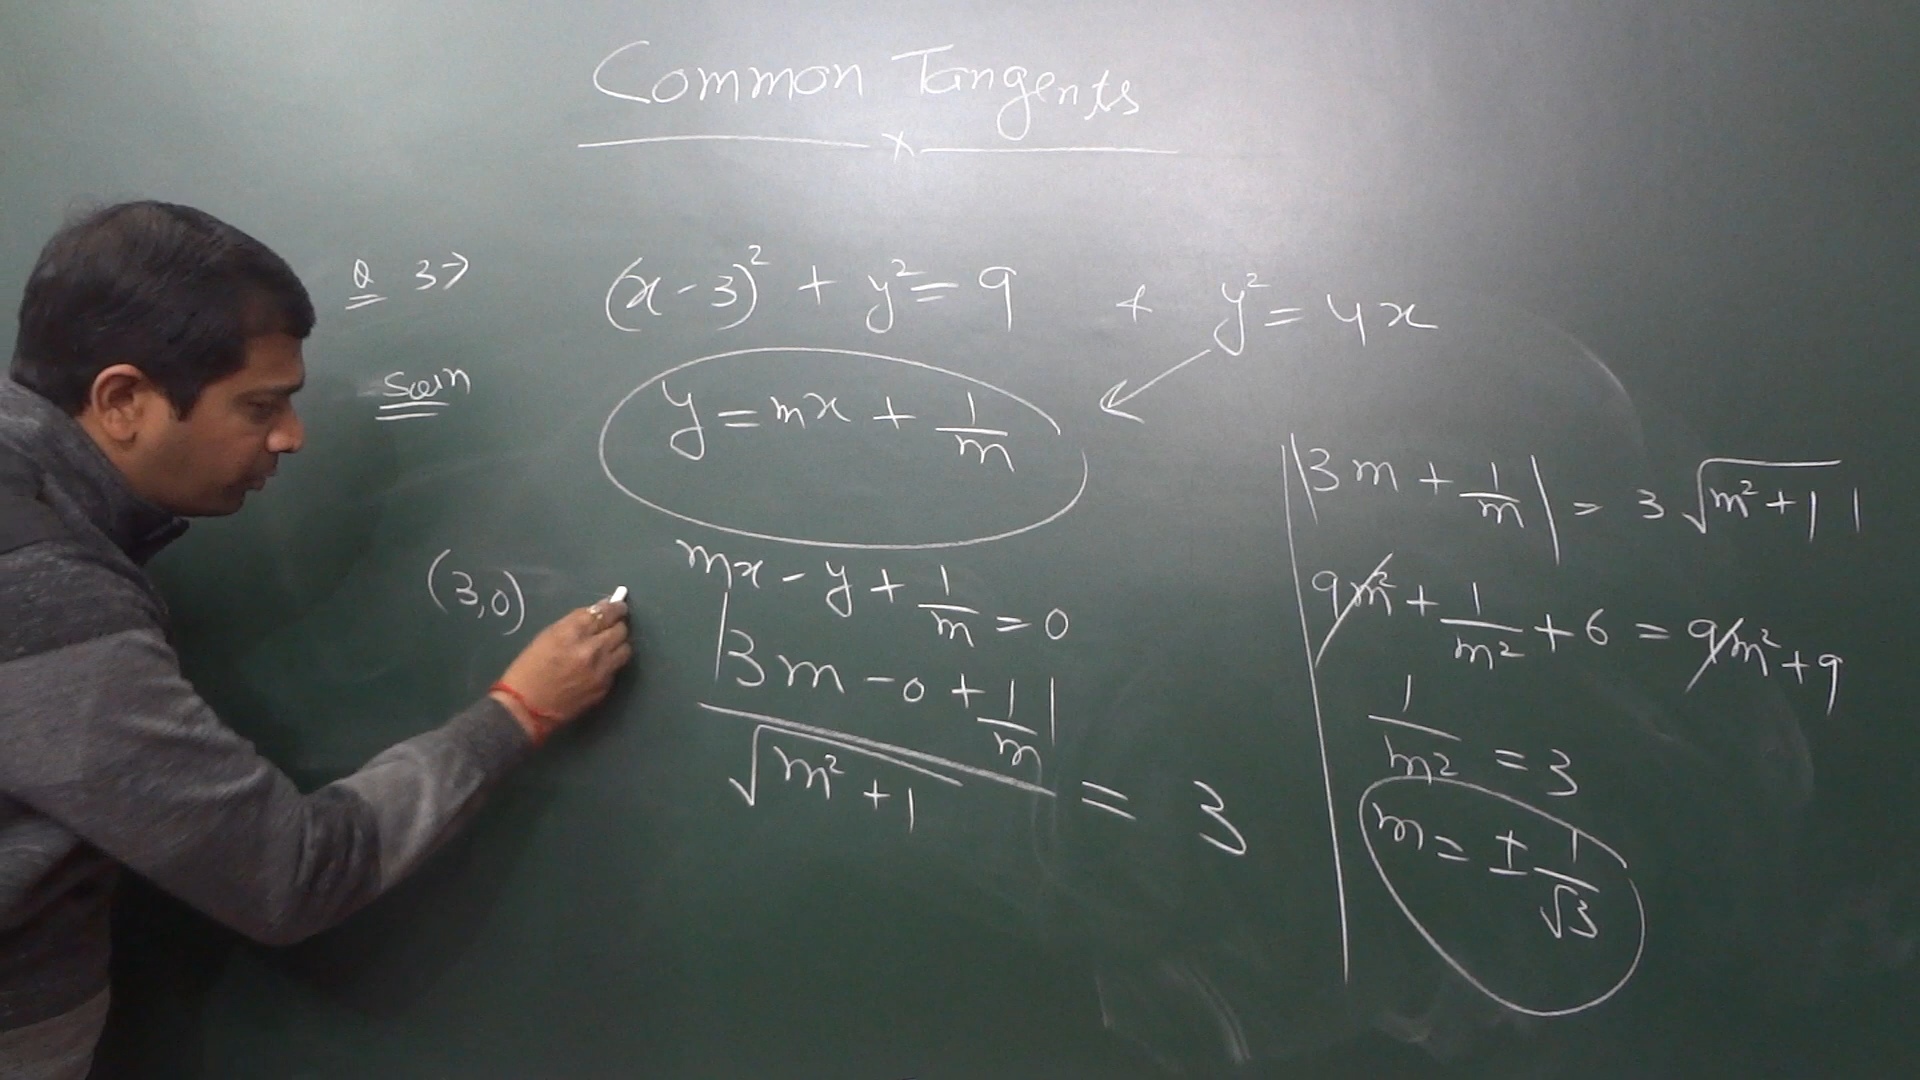 Common Tangents
x
Q 3→ (x-3)² + y² = 9 & y² = 4x
Soln
y = mx + 1/m
(3,0)
mx - y + 1/m = 0
|3m - 0 + 1/m| / √(m²+1) = 3
|3m + 1/m| = 3 √(m²+1) |
9m² + 1/m² + 6 = 9m² + 9
1/m² = 3
m = ± 1/√3